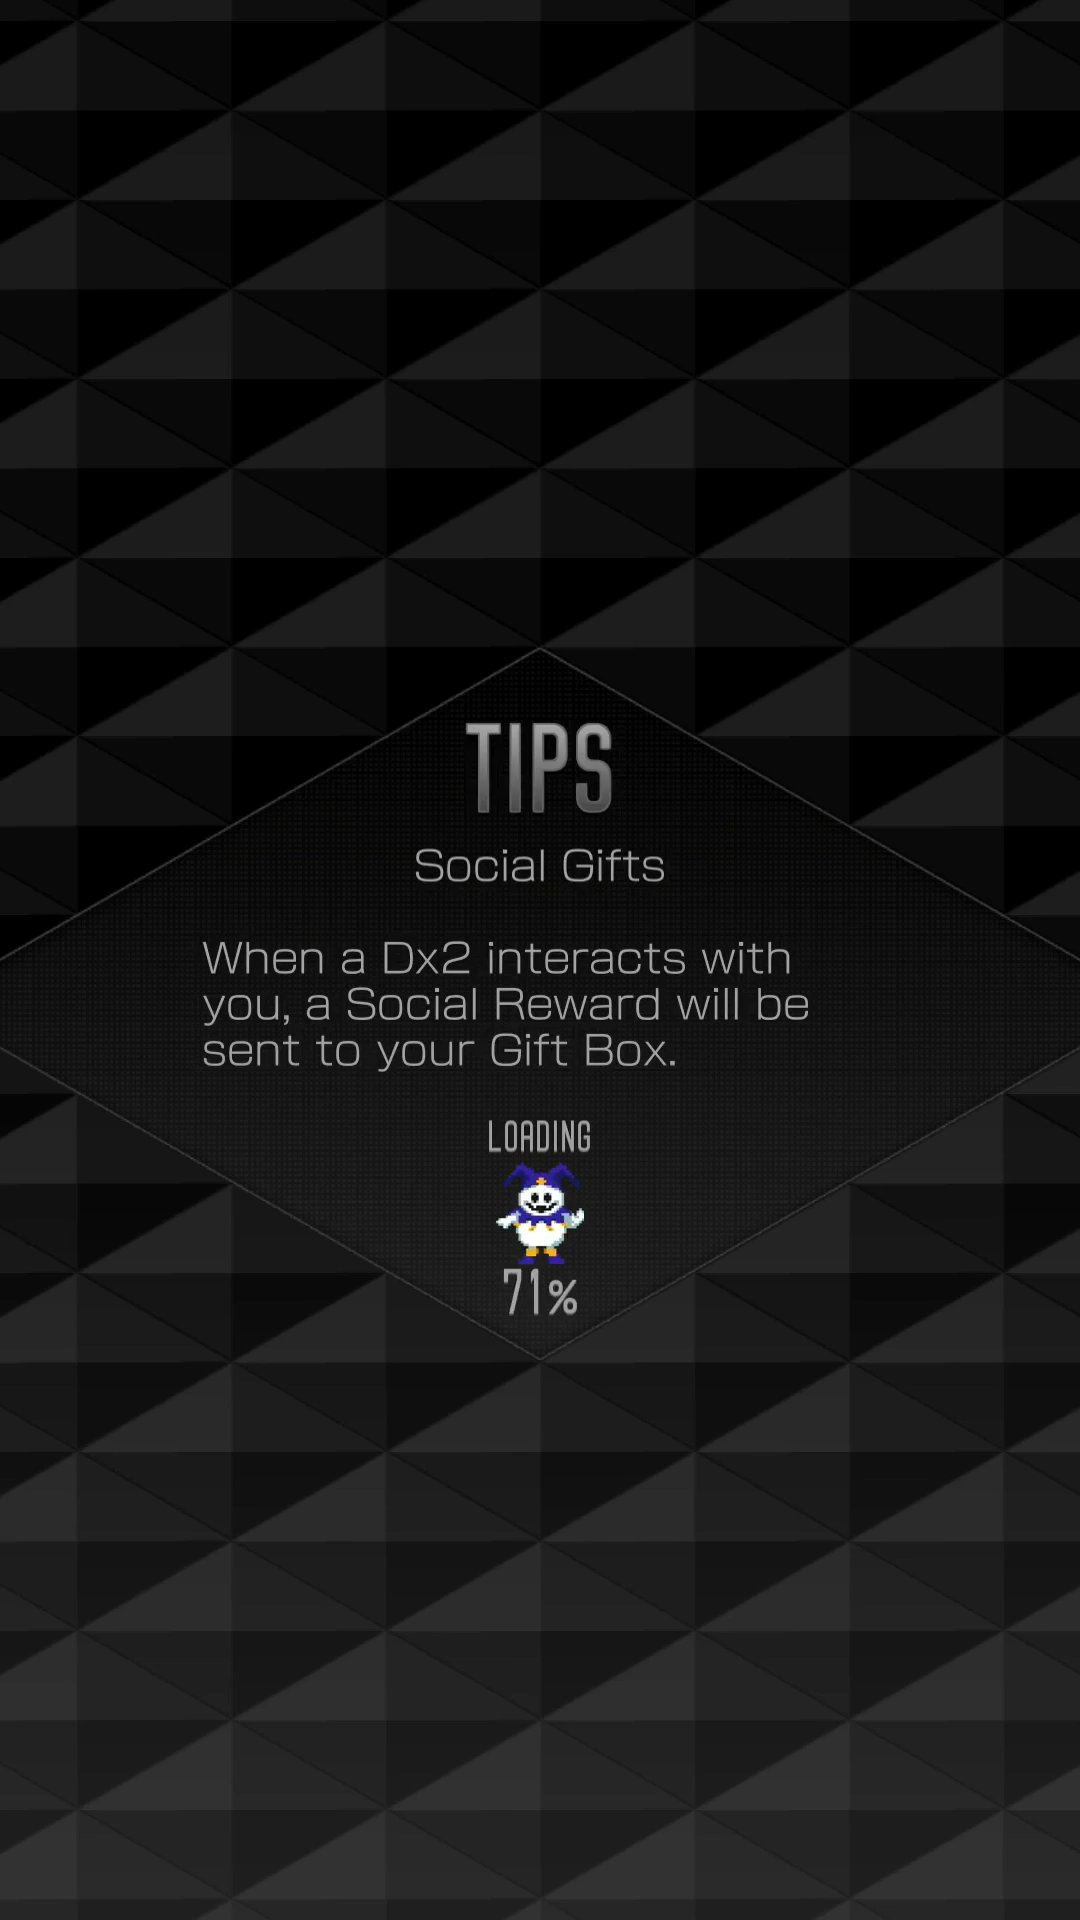 TIPS
Social Gifts
When a Dx2 interacts with
you, a Social Reward will be
sent to your Gift Box.
LOADING
71%